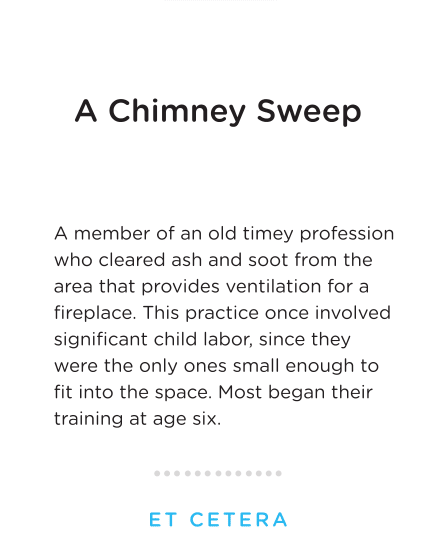 A Chimney Sweep
A member of an old timey profession
who cleared ash and soot from the
area that provides ventilation for a
fireplace. This practice once involved
significant child labor, since they
were the only ones small enough to
fit into the space. Most began their
training at age six.
ET CETERA